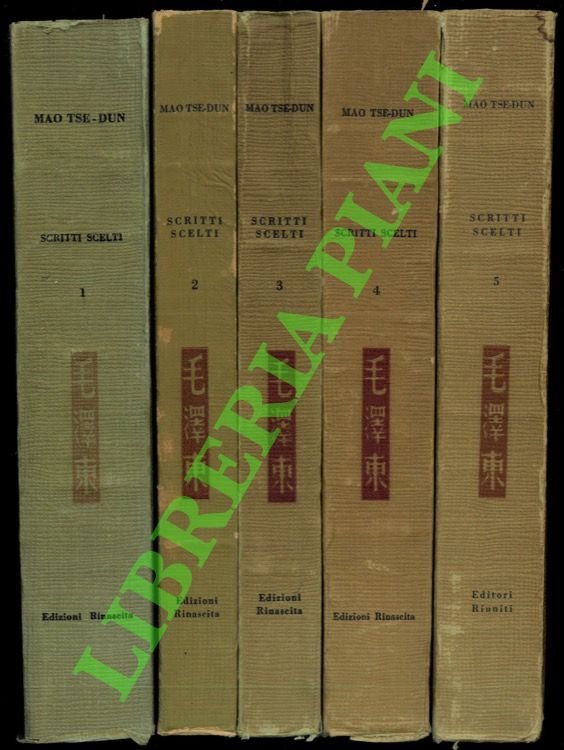 MAO TSE-DUN
SCRITTI SCELTI
1
毛澤東
Edizioni Rinascita
MAO TSE-DUN
SCRITTI
SCELTI
2
毛澤東
Edizioni
Rinascita
MAO TSE-DUN
SCRITTI
SCELTI
3
毛澤東
Edizioni
Rinascita
MAO TSE-DUN
SCRITTI SCELTI
4
毛澤東
Edizioni Rinascita
MAO TSE-DUN
SCRITTI
SCELTI
5
毛澤東
Editori
Riuniti
LIBRERIA PIANI